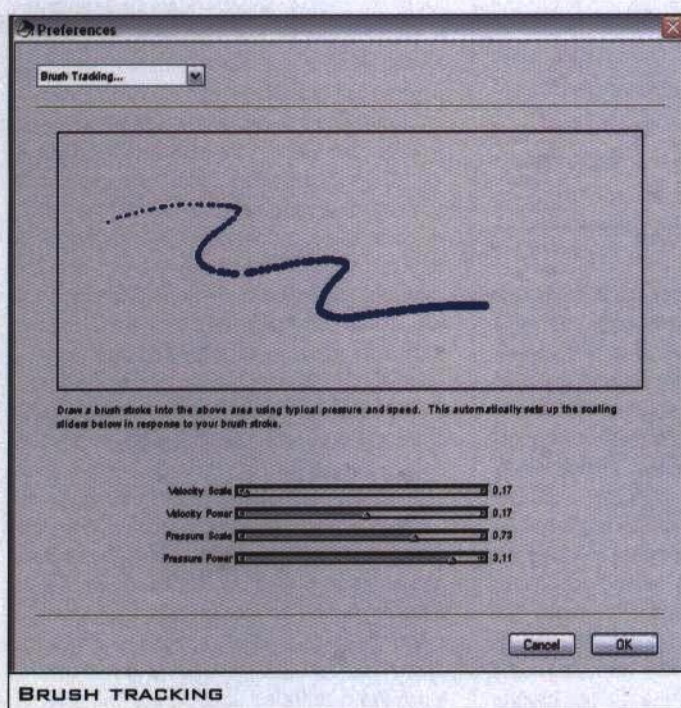 Preferences
Brush Tracking...
Draw a brush stroke into the above area using typical pressure and speed. This automatically sets up the scaling
sliders below in response to your brush stroke.
Velocity Scale 0,17
Velocity Power 0,17
Pressure Scale 0,73
Pressure Power 3,11
Cancel OK
BRUSH TRACKING